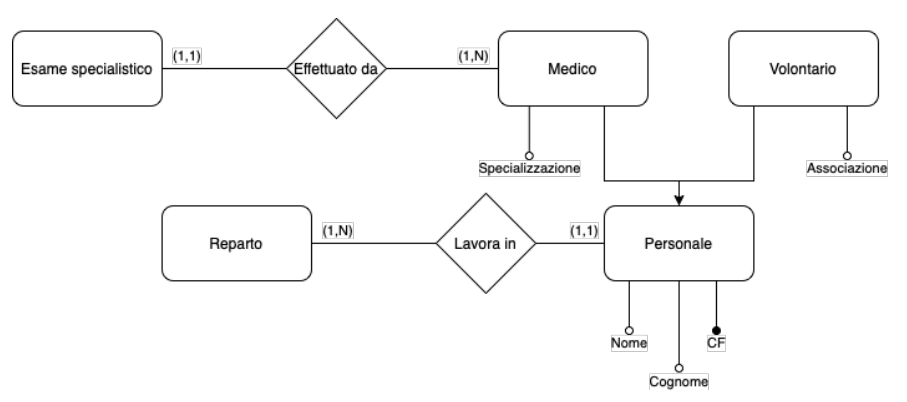 Esame specialistico
(1,1)
Effettuato da
(1,N)
Medico
Volontario
Specializzazione
Associazione
Reparto
(1,N)
Lavora in
(1,1)
Personale
Nome
CF
Cognome